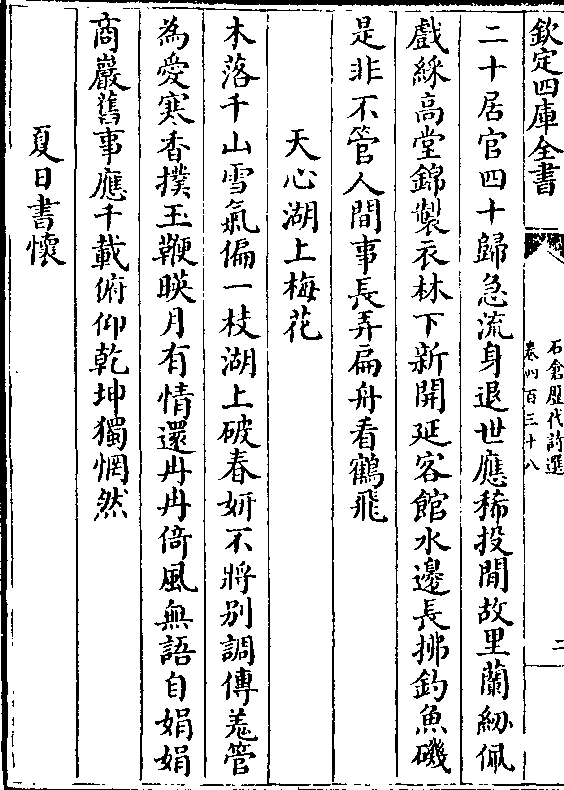 欽定四庫全書
石倉歷代詩選
卷四百三十八
二
二十居官四十歸急流身退世應稀投閒故里蘭紉佩
戲綵高堂錦製衣林下新開延客館水邊長拂釣魚磯
是非不管人間事長弄扁舟看鶴飛
天心湖上梅花
木落千山雪氣偏一枝湖上破春妍不將别調傳羗管
為愛寒香撲玉鞭暎月有情還冉冉倚風無語自娟娟
商巖舊事應千載俯仰乾坤獨惘然
夏日書懷